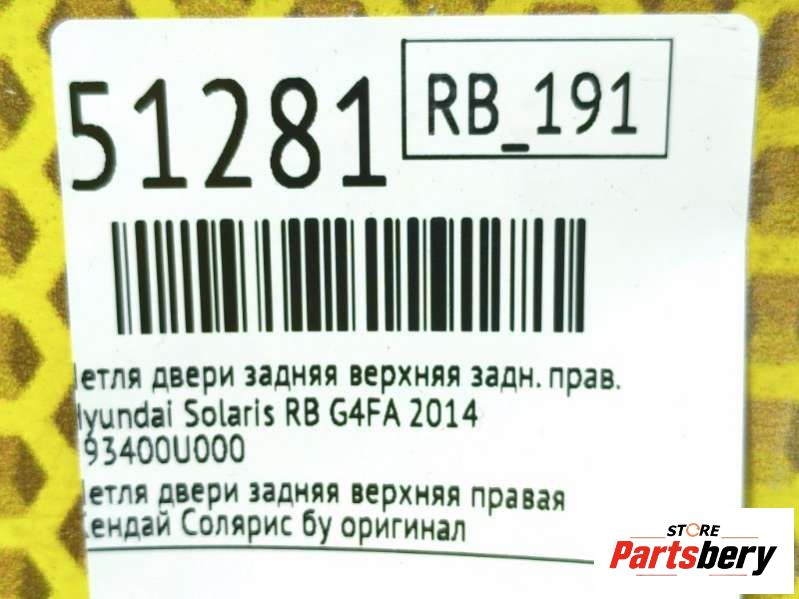 51281
RB_191
етля двери задняя верхняя задн. прав.
yundai Solaris RB G4FA 2014
93400U000
етля двери задняя верхняя правая
ендай Солярис бу оригинал
STORE
Partsbery